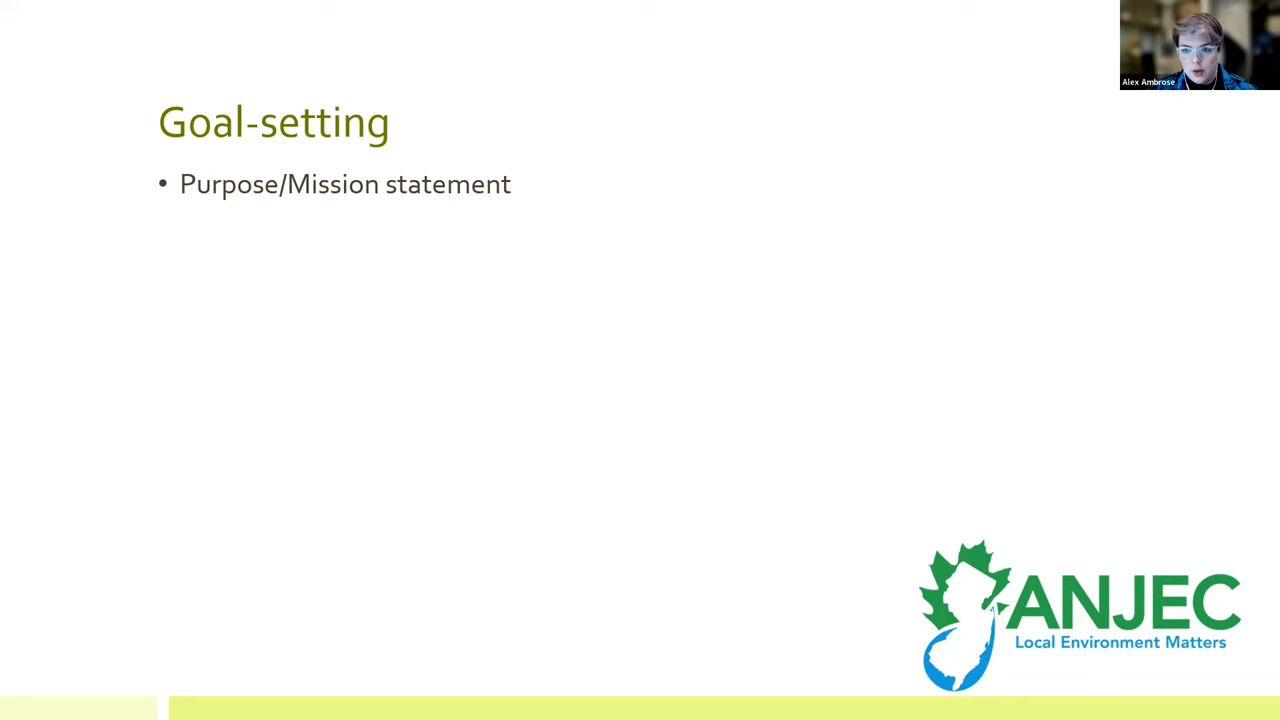 Alex Ambrose
Goal-setting
• Purpose/Mission statement
ANJEC
Local Environment Matters